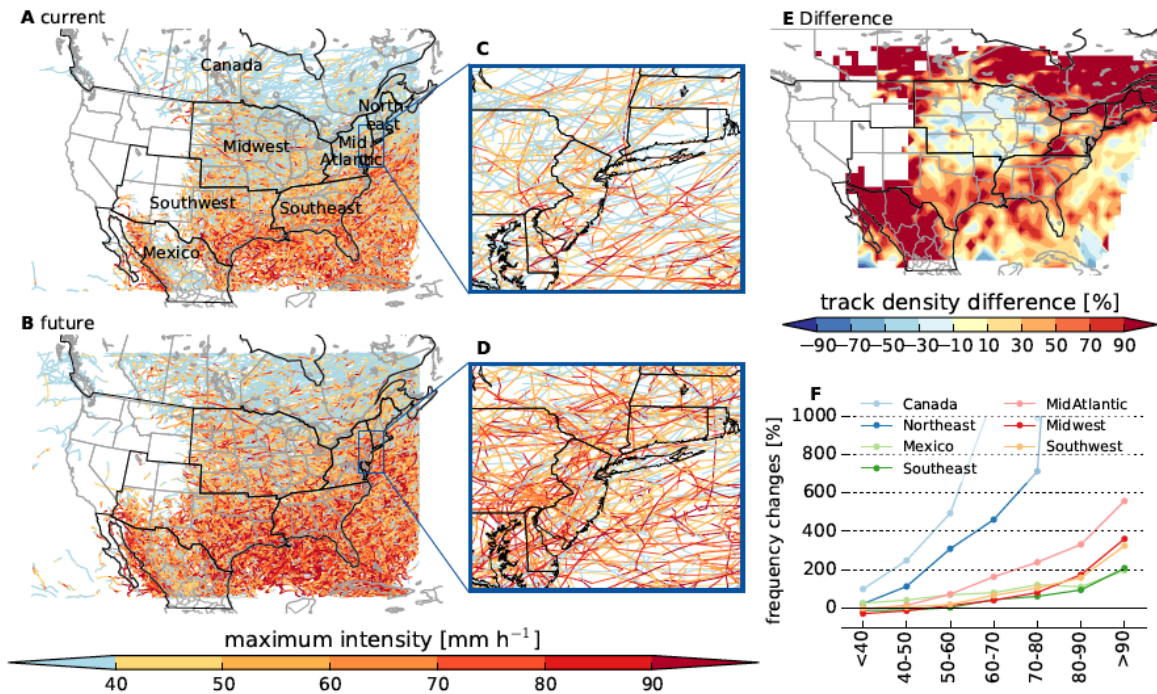 A current
Canada
North-
east
Mid
Atlantic
Midwest
Southwest
Southeast
Mexico
C
E Difference
track density difference [%]
−90 −70 −50 −30 −10 10 30 50 70 90
B future
D
F
Canada
Northeast
Mexico
Southeast
MidAtlantic
Midwest
Southwest
frequency changes [%]
1000
800
600
400
200
0
<40 40-50 50-60 60-70 70-80 80-90 >90
maximum intensity [mm h⁻¹]
40 50 60 70 80 90